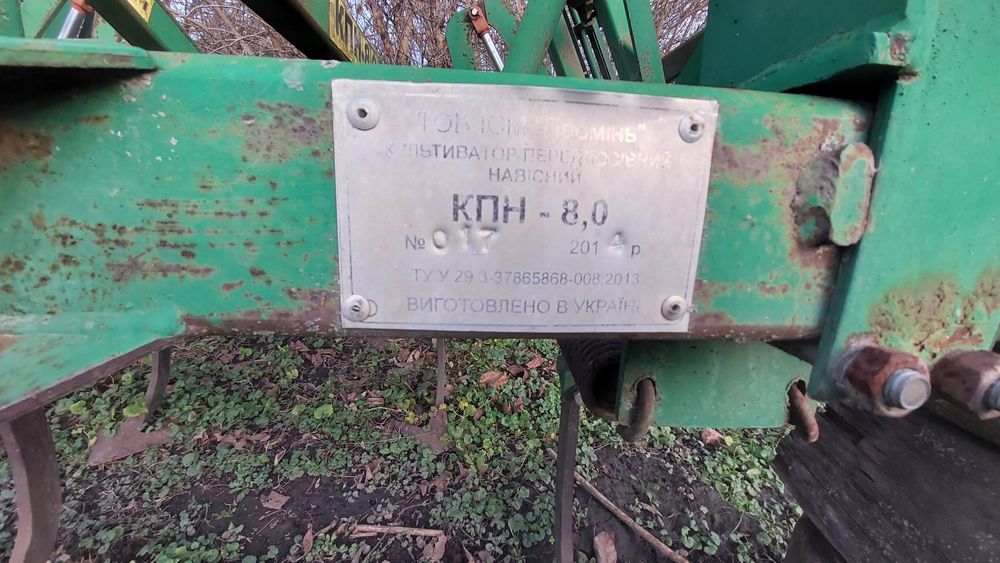 ТОВ ІСМ "Промінь"
КУЛЬТИВАТОР ПЕРЕДПОСІВНИЙ
НАВІСНИЙ
КПН - 8,0
№ 017 2014 р
ТУ У 29.3-37865868-008:2013
ВИГОТОВЛЕНО В УКРАЇНІ